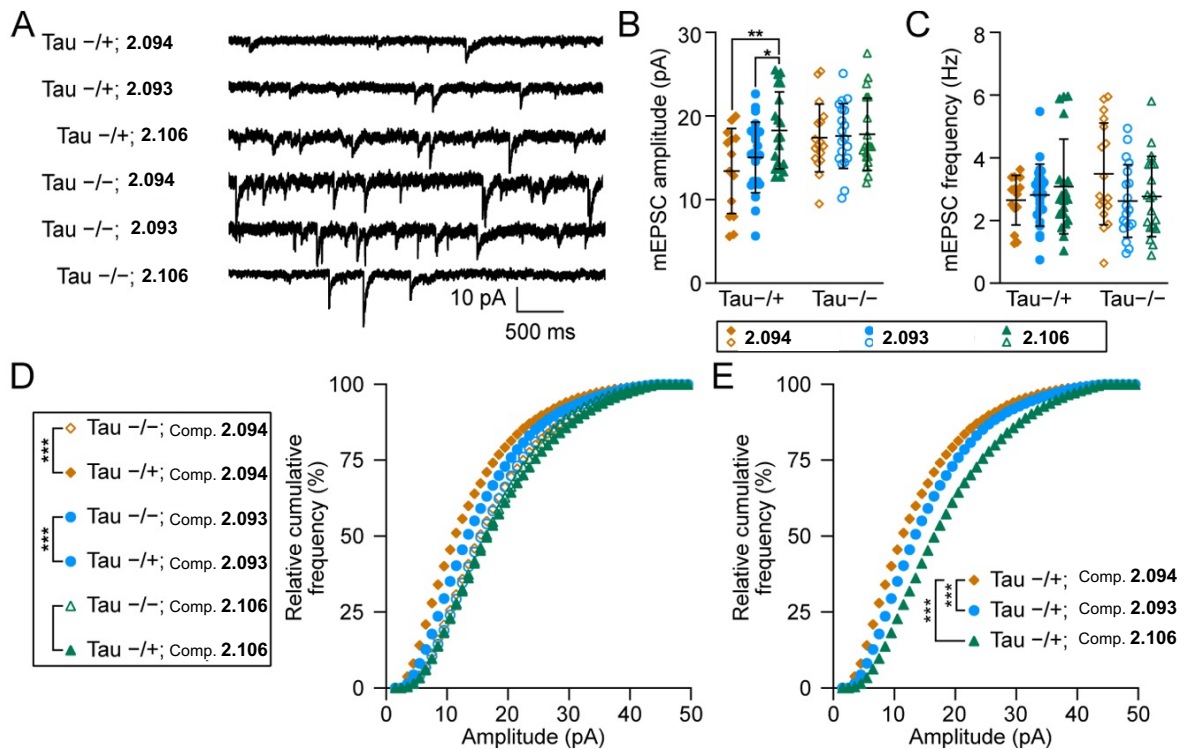 A
Tau −/+; 2.094
Tau −/+; 2.093
Tau −/+; 2.106
Tau −/−; 2.094
Tau −/−; 2.093
Tau −/−; 2.106
10 pA
500 ms
B
mEPSC amplitude (pA)
30
20
10
0
**
*
Tau−/+ Tau−/−
C
mEPSC frequency (Hz)
8
6
4
2
0
Tau−/+ Tau−/−
2.094 2.093 2.106
D
*** Tau −/−; Comp. 2.094
Tau −/+; Comp. 2.094
*** Tau −/−; Comp. 2.093
Tau −/+; Comp. 2.093
Tau −/−; Comp. 2.106
Tau −/+; Comp. 2.106
Relative cumulative
frequency (%)
100
75
50
25
0
0 10 20 30 40 50
Amplitude (pA)
E
Relative cumulative
frequency (%)
100
75
50
25
0
*** *** Tau −/+; Comp. 2.094
Tau −/+; Comp. 2.093
Tau −/+; Comp. 2.106
0 10 20 30 40 50
Amplitude (pA)